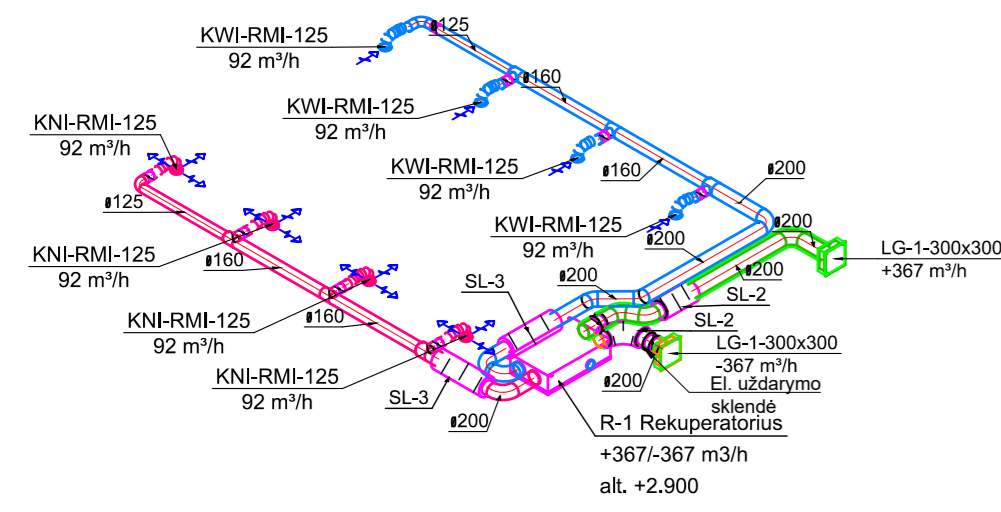 ø125
KWI-RMI-125
92 m³/h
ø160
KWI-RMI-125
92 m³/h
KNI-RMI-125
92 m³/h
KWI-RMI-125
92 m³/h
ø160
ø200
ø125
KWI-RMI-125
92 m³/h
ø200
ø200
LG-1-300x300
+367 m³/h
KNI-RMI-125
92 m³/h
ø160
SL-3
ø200
ø200
SL-2
KNI-RMI-125
92 m³/h
ø160
SL-2
LG-1-300x300
-367 m³/h
KNI-RMI-125
92 m³/h
SL-3
ø200
El. uždarymo
sklendė
ø200
R-1 Rekuperatorius
+367/-367 m3/h
alt. +2.900